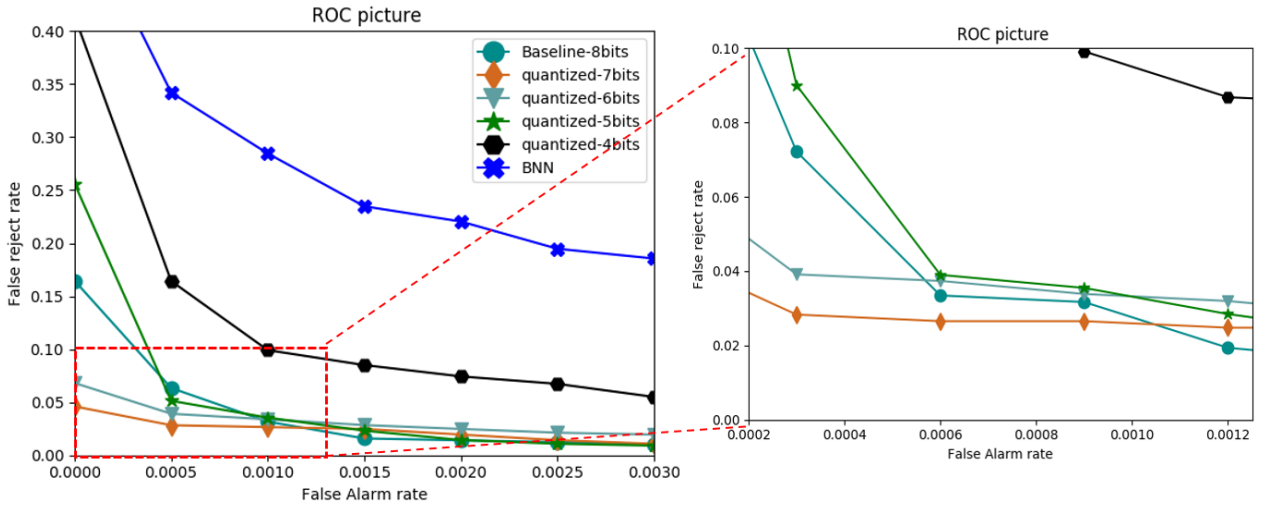 ROC picture
0.40
0.35
0.30
0.25
0.20
0.15
0.10
0.05
0.00
False reject rate
0.0000 0.0005 0.0010 0.0015 0.0020 0.0025 0.0030
False Alarm rate
Baseline-8bits
quantized-7bits
quantized-6bits
quantized-5bits
quantized-4bits
BNN
ROC picture
0.10
0.08
0.06
0.04
0.02
0.00
False reject rate
0.0002 0.0004 0.0006 0.0008 0.0010 0.0012
False Alarm rate